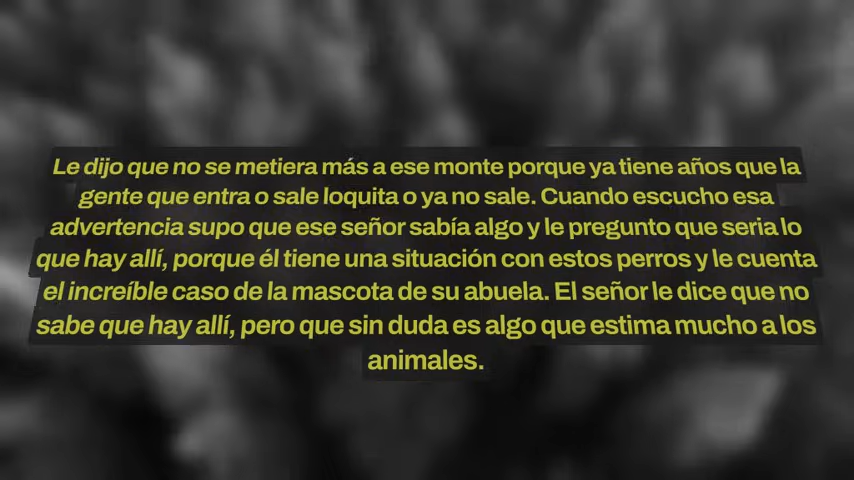 Le dijo que no se metiera más a ese monte porque ya tiene años que la
gente que entra o sale loquita o ya no sale. Cuando escucho esa
advertencia supo que ese señor sabía algo y le pregunto que seria lo
que hay allí, porque él tiene una situación con estos perros y le cuenta
el increíble caso de la mascota de su abuela. El señor le dice que no
sabe que hay allí, pero que sin duda es algo que estima mucho a los
animales.